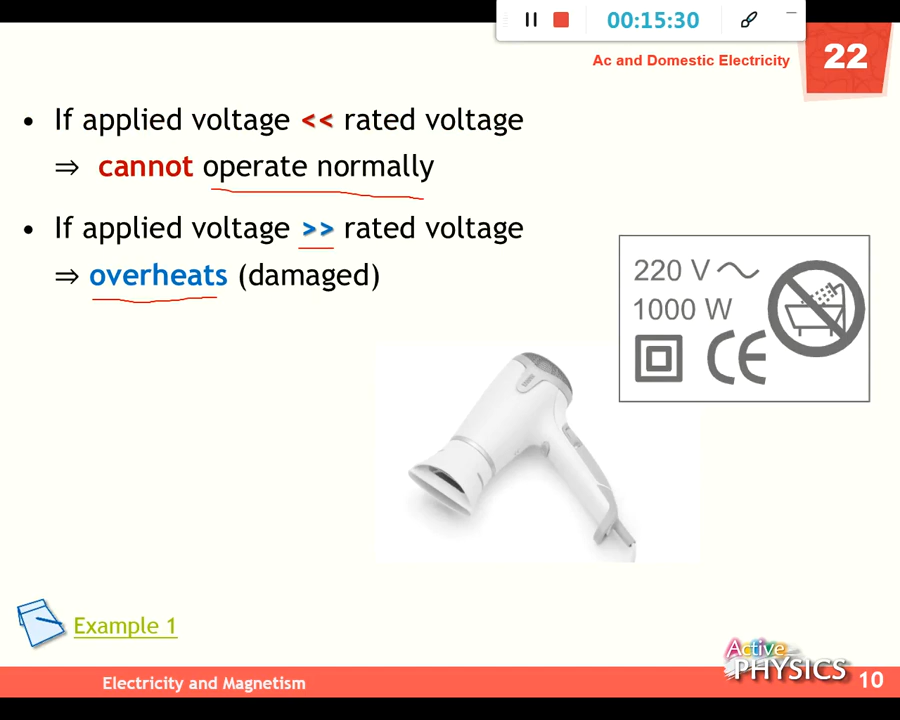 00:15:30
Ac and Domestic Electricity
22
• If applied voltage << rated voltage
⇒ cannot operate normally
• If applied voltage >> rated voltage
⇒ overheats (damaged)
220 V ~
1000 W
CE
Example 1
Active
PHYSICS
Electricity and Magnetism
10